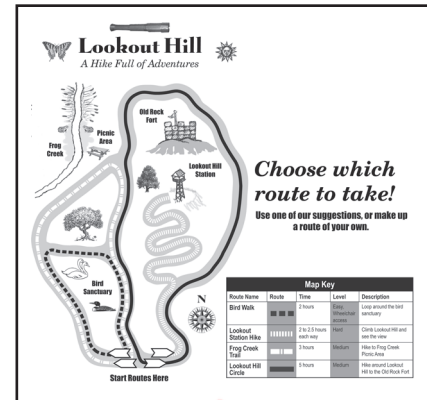 Lookout Hill
A Hike Full of Adventures
Old Rock
Fort
Picnic
Area
Frog
Creek
Lookout Hill
Station
Choose which
route to take!
Use one of our suggestions, or make up
a route of your own.
Bird
Sanctuary
N
Start Routes Here
Map Key
Route Name Route Time Level Description
Bird Walk 2 hours Easy, Wheelchair access Loop around the bird sanctuary
Lookout Station Hike 2 to 2.5 hours each way Hard Climb Lookout Hill and see the view
Frog Creek Trail 3 hours Medium Hike to Frog Creek Picnic Area
Lookout Hill Circle 5 hours Medium Hike around Lookout Hill to the Old Rock Fort